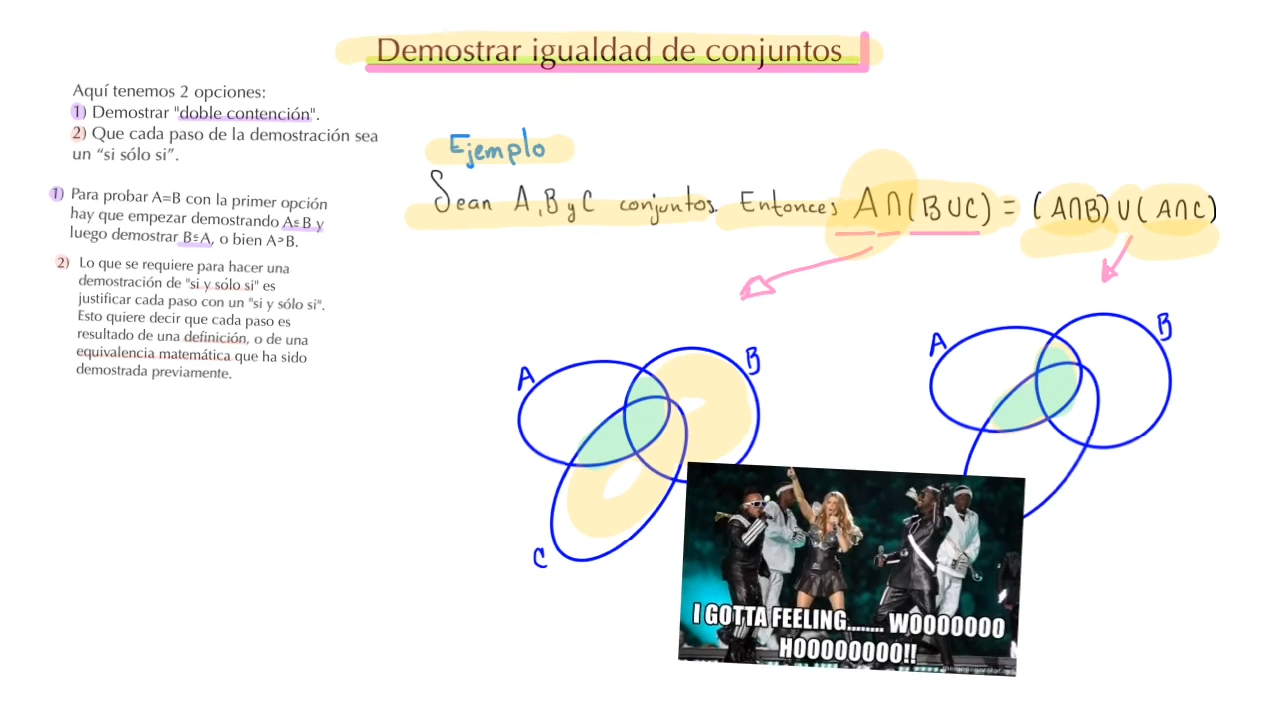 Demostrar igualdad de conjuntos
Aquí tenemos 2 opciones:
1) Demostrar "doble contención".
2) Que cada paso de la demostración sea
un “si sólo si”.
1) Para probar A=B con la primer opción
hay que empezar demostrando A⊆B y
luego demostrar B⊆A, o bien A⊃B.
2) Lo que se requiere para hacer una
demostración de "si y sólo si" es
justificar cada paso con un "si y sólo si".
Esto quiere decir que cada paso es
resultado de una definición, o de una
equivalencia matemática que ha sido
demostrada previamente.
Ejemplo
Sean A, B y C conjuntos. Entonces A∩(B∪C) = (A∩B)∪(A∩C)
A
B
C
A
B
I GOTTA FEELING........ WOOOOOOO
HOOOOOOOO!!